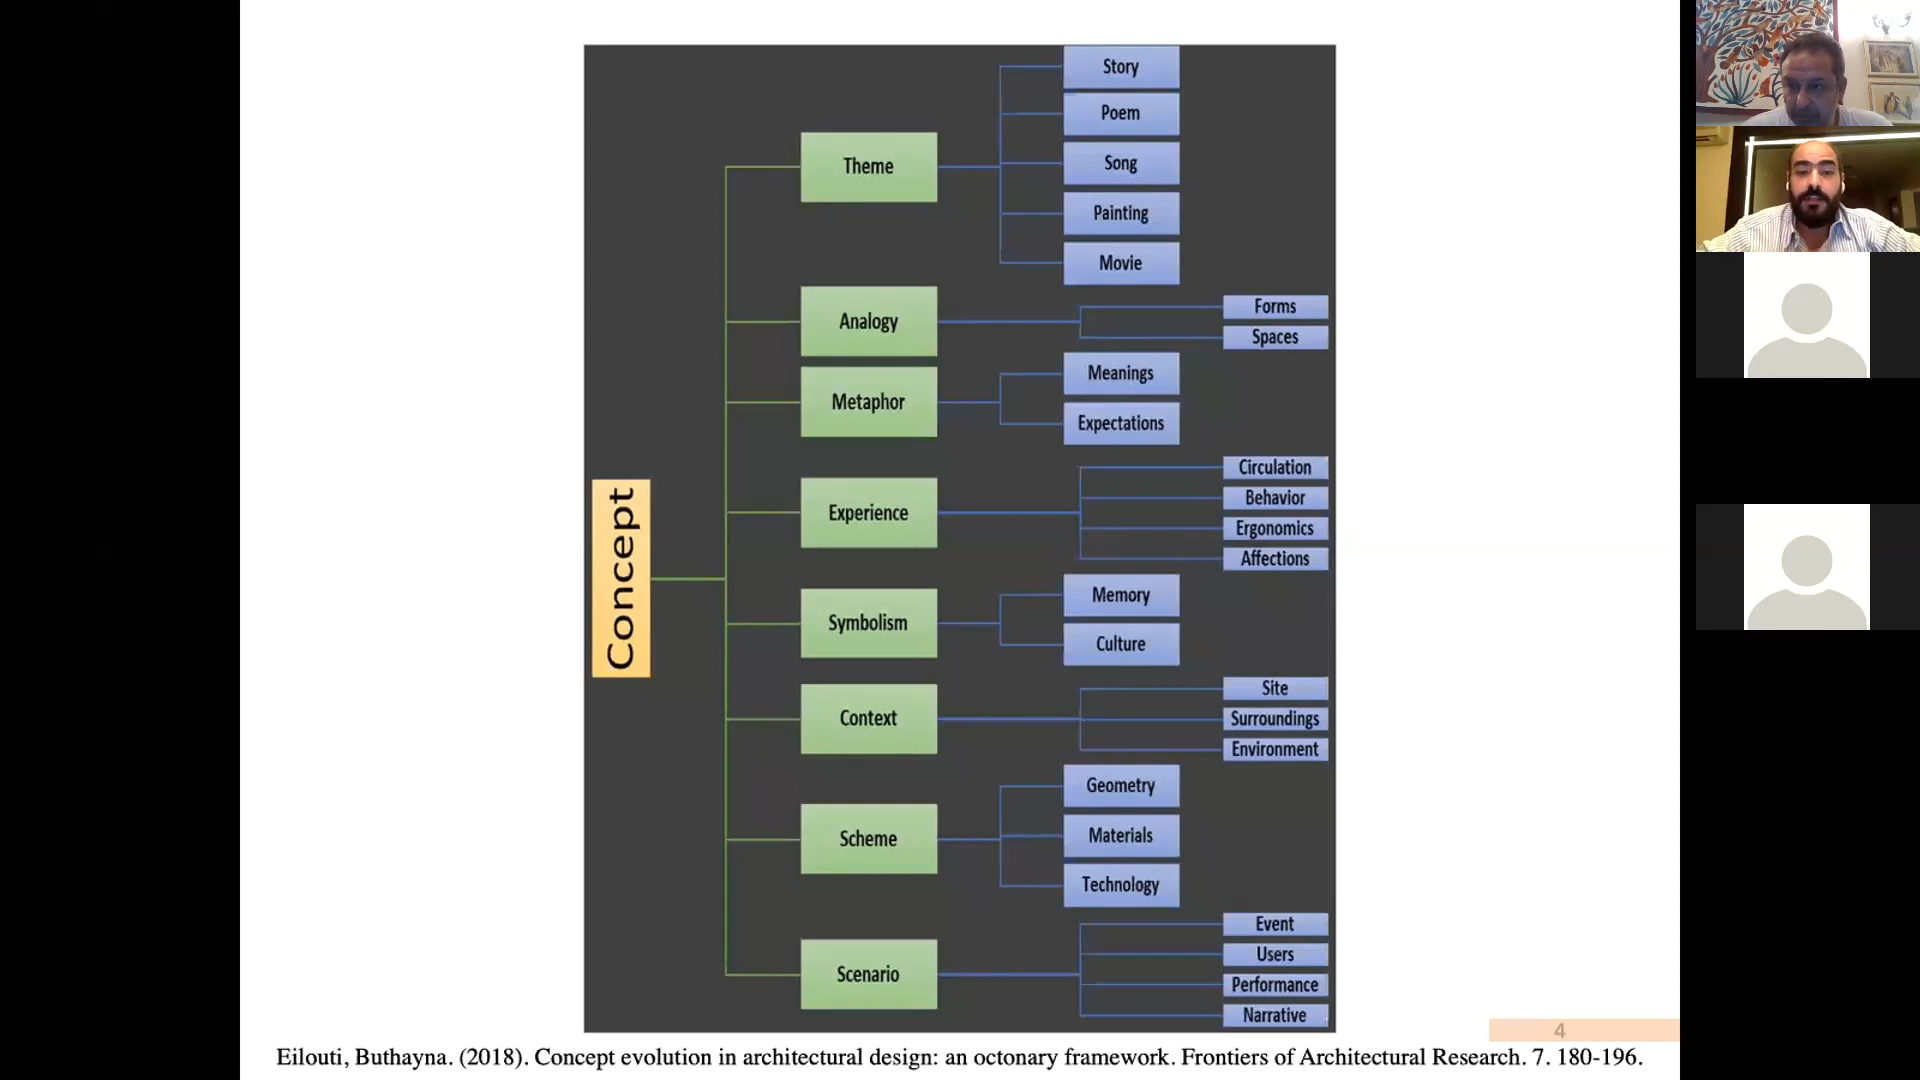 Concept
Theme
Story
Poem
Song
Painting
Movie
Analogy
Forms
Spaces
Metaphor
Meanings
Expectations
Experience
Circulation
Behavior
Ergonomics
Affections
Symbolism
Memory
Culture
Context
Site
Surroundings
Environment
Scheme
Geometry
Materials
Technology
Scenario
Event
Users
Performance
Narrative
4
Eilouti, Buthayna. (2018). Concept evolution in architectural design: an octonary framework. Frontiers of Architectural Research. 7. 180-196.